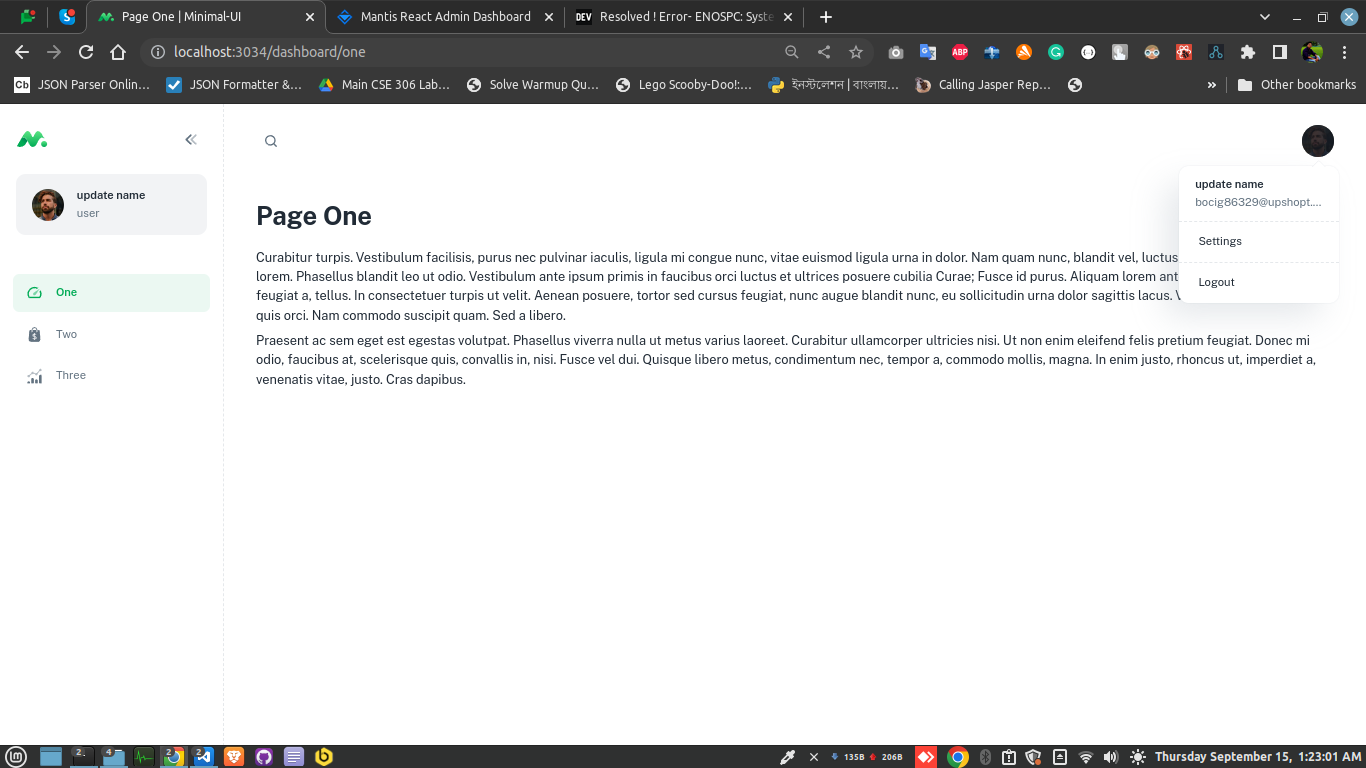 Page One | Minimal-UI
Mantis React Admin Dashboard
DEV
Resolved ! Error- ENOSPC: Syste
localhost:3034/dashboard/one
ABP
Cb
JSON Parser Onlin...
JSON Formatter &...
Main CSE 306 Lab...
Solve Warmup Qu...
Lego Scooby-Doo!:...
ইনস্টলেশন | বাংলায়...
Calling Jasper Rep...
Other bookmarks
update name
user
One
Two
Three
update name
bocig86329@upshopt....
Settings
Logout
Page One
Curabitur turpis. Vestibulum facilisis, purus nec pulvinar iaculis, ligula mi congue nunc, vitae euismod ligula urna in dolor. Nam quam nunc, blandit vel, luctus
lorem. Phasellus blandit leo ut odio. Vestibulum ante ipsum primis in faucibus orci luctus et ultrices posuere cubilia Curae; Fusce id purus. Aliquam lorem ant
feugiat a, tellus. In consectetuer turpis ut velit. Aenean posuere, tortor sed cursus feugiat, nunc augue blandit nunc, eu sollicitudin urna dolor sagittis lacus.
quis orci. Nam commodo suscipit quam. Sed a libero.
Praesent ac sem eget est egestas volutpat. Phasellus viverra nulla ut metus varius laoreet. Curabitur ullamcorper ultricies nisi. Ut non enim eleifend felis pretium feugiat. Donec mi
odio, faucibus at, scelerisque quis, convallis in, nisi. Fusce vel dui. Quisque libero metus, condimentum nec, tempor a, commodo mollis, magna. In enim justo, rhoncus ut, imperdiet a,
venenatis vitae, justo. Cras dapibus.
2
4
2
2
135B
206B
Thursday September 15, 1:23:01 AM